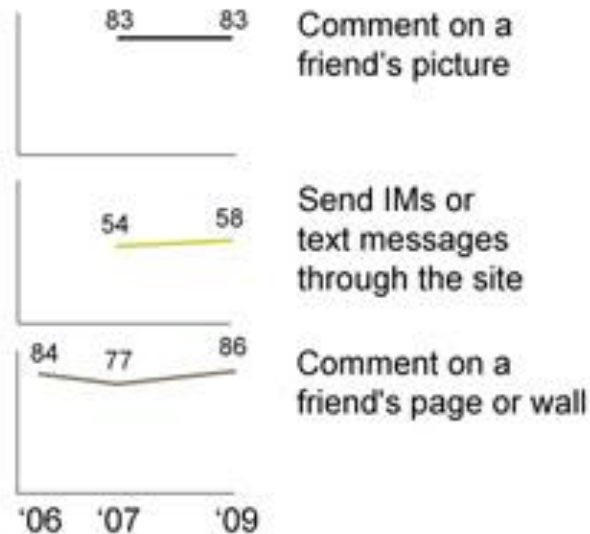 83 83
Comment on a
friend's picture
54 58
Send IMs or
text messages
through the site
84 77 86
Comment on a
friend's page or wall
‘06 ‘07 ‘09